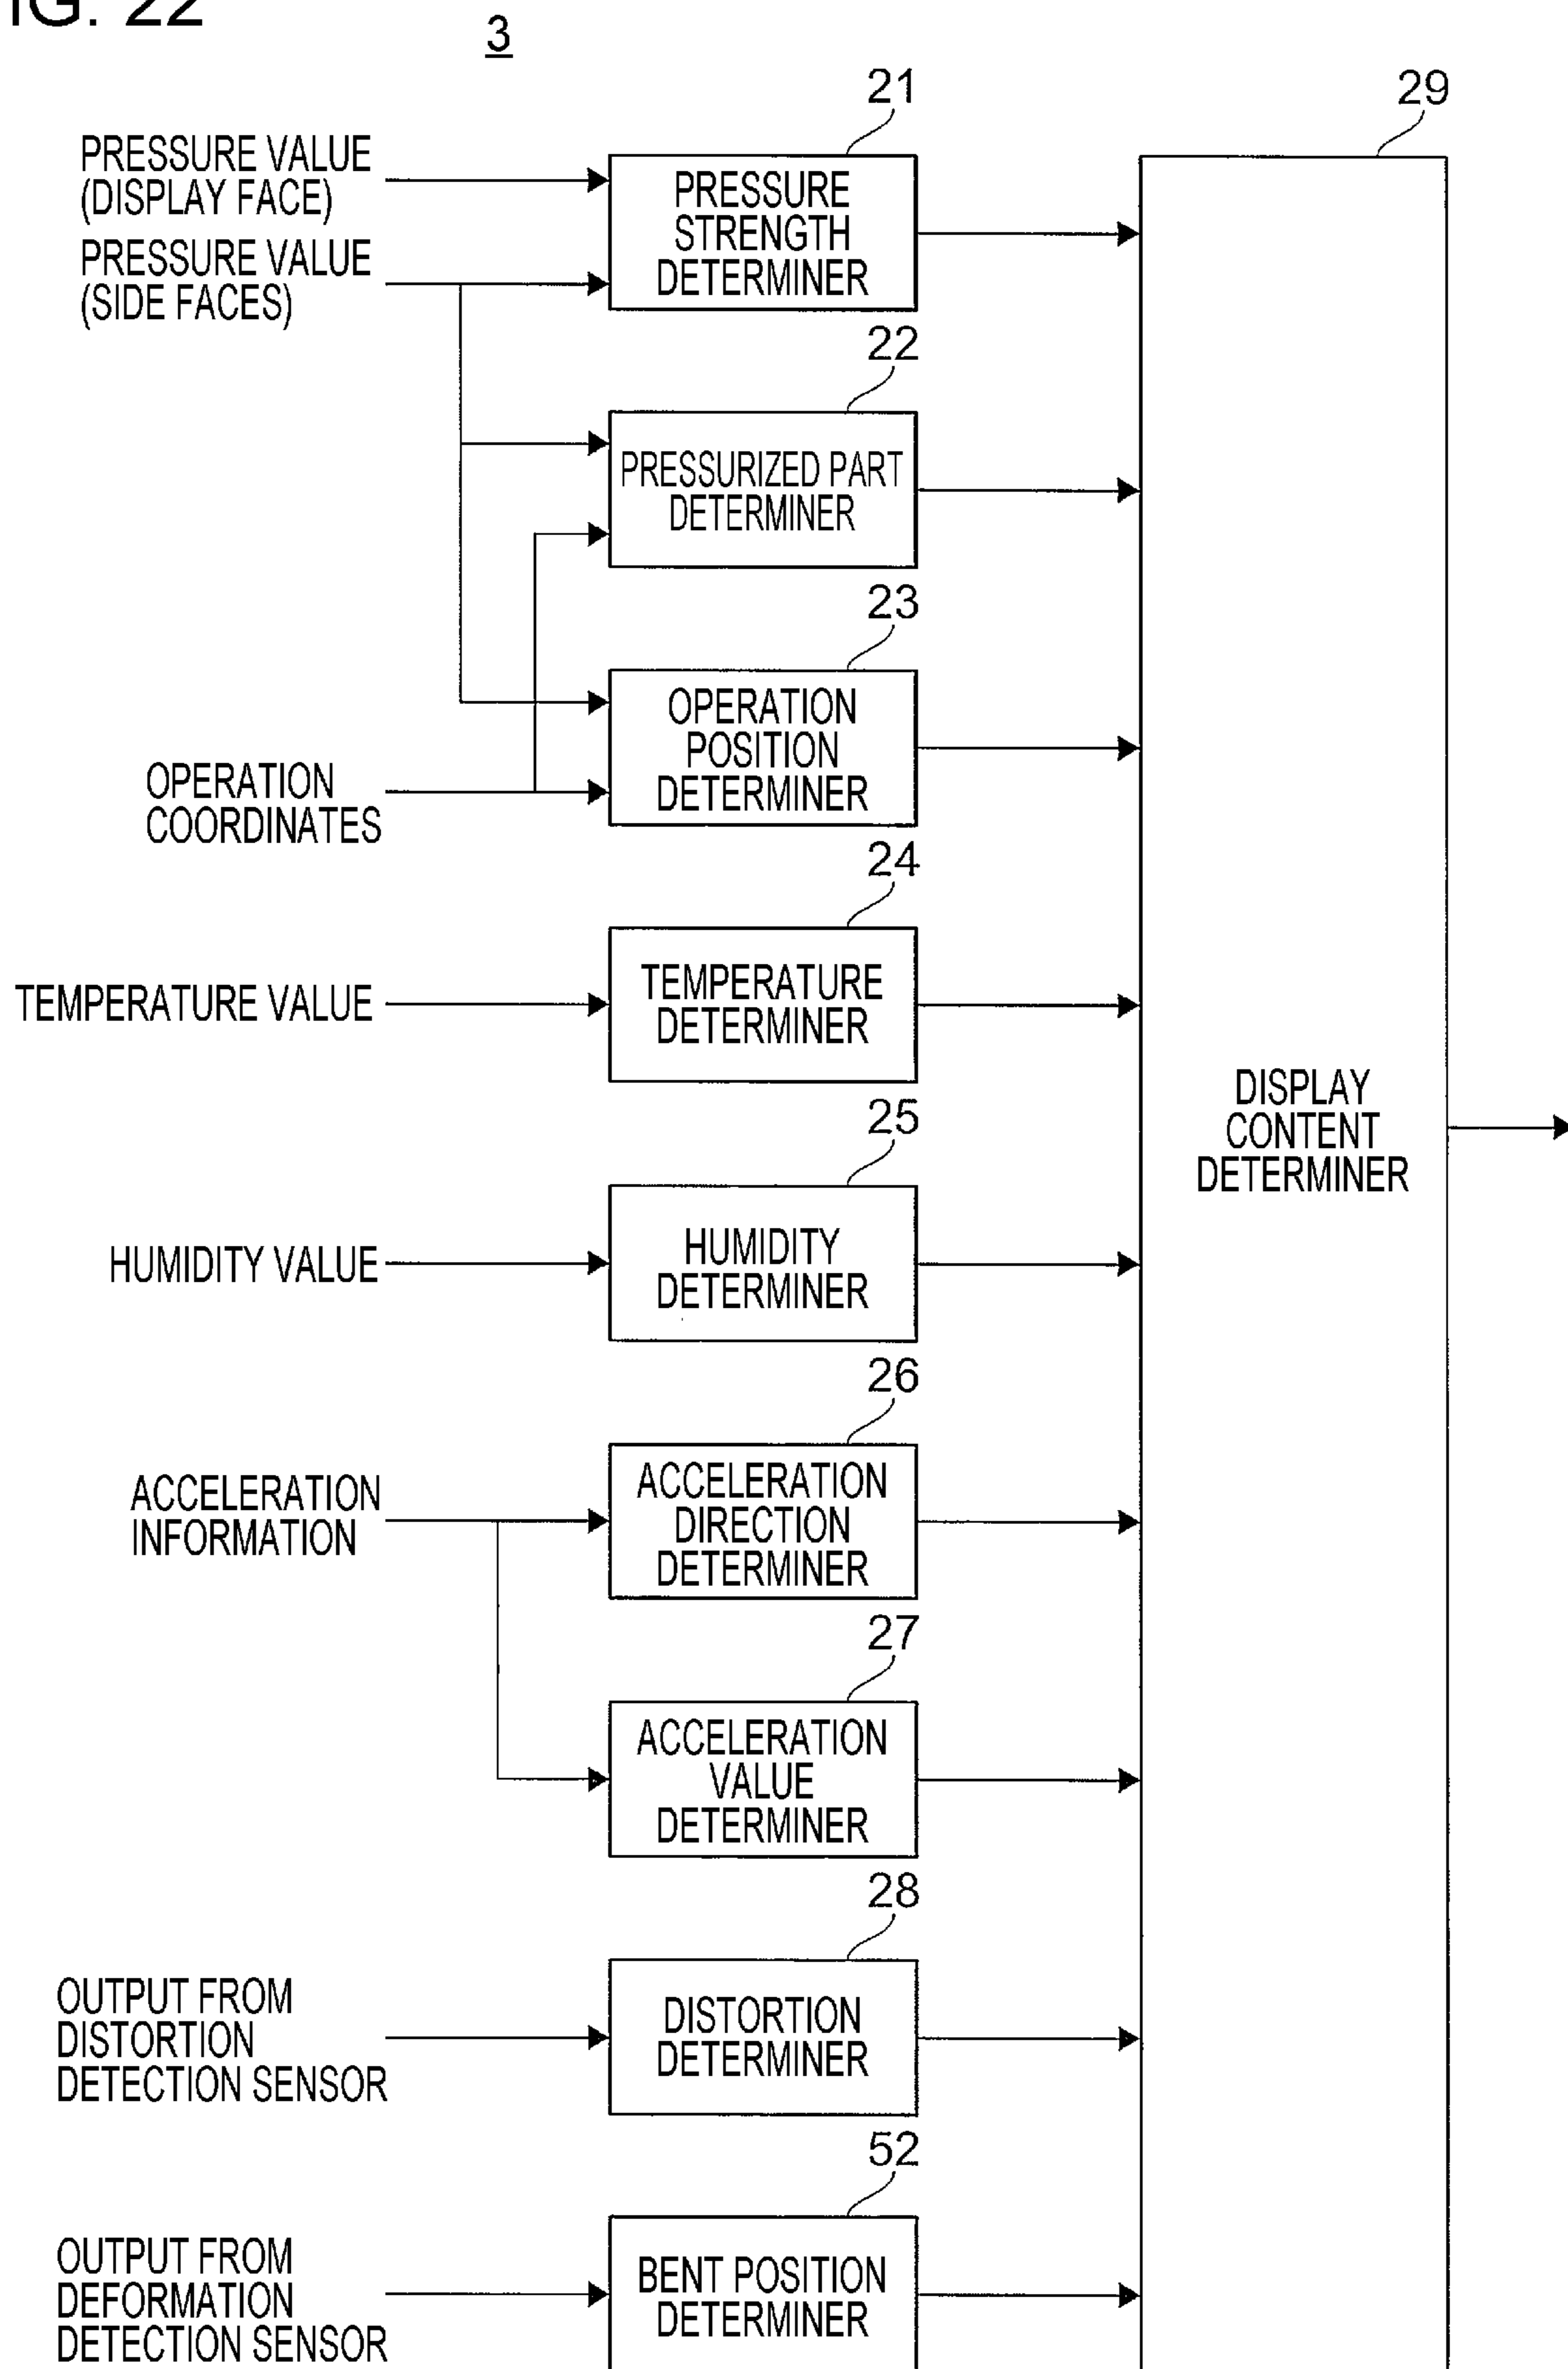 FIG. 22
3
21
29
PRESSURE VALUE
(DISPLAY FACE)
PRESSURE
STRENGTH
DETERMINER
PRESSURE VALUE
(SIDE FACES)
22
PRESSURIZED PART
DETERMINER
23
OPERATION
POSITION
DETERMINER
OPERATION
COORDINATES
24
TEMPERATURE VALUE
TEMPERATURE
DETERMINER
DISPLAY
CONTENT
DETERMINER
25
HUMIDITY VALUE
HUMIDITY
DETERMINER
26
ACCELERATION
INFORMATION
ACCELERATION
DIRECTION
DETERMINER
27
ACCELERATION
VALUE
DETERMINER
28
OUTPUT FROM
DISTORTION
DETECTION SENSOR
DISTORTION
DETERMINER
52
OUTPUT FROM
DEFORMATION
DETECTION SENSOR
BENT POSITION
DETERMINER